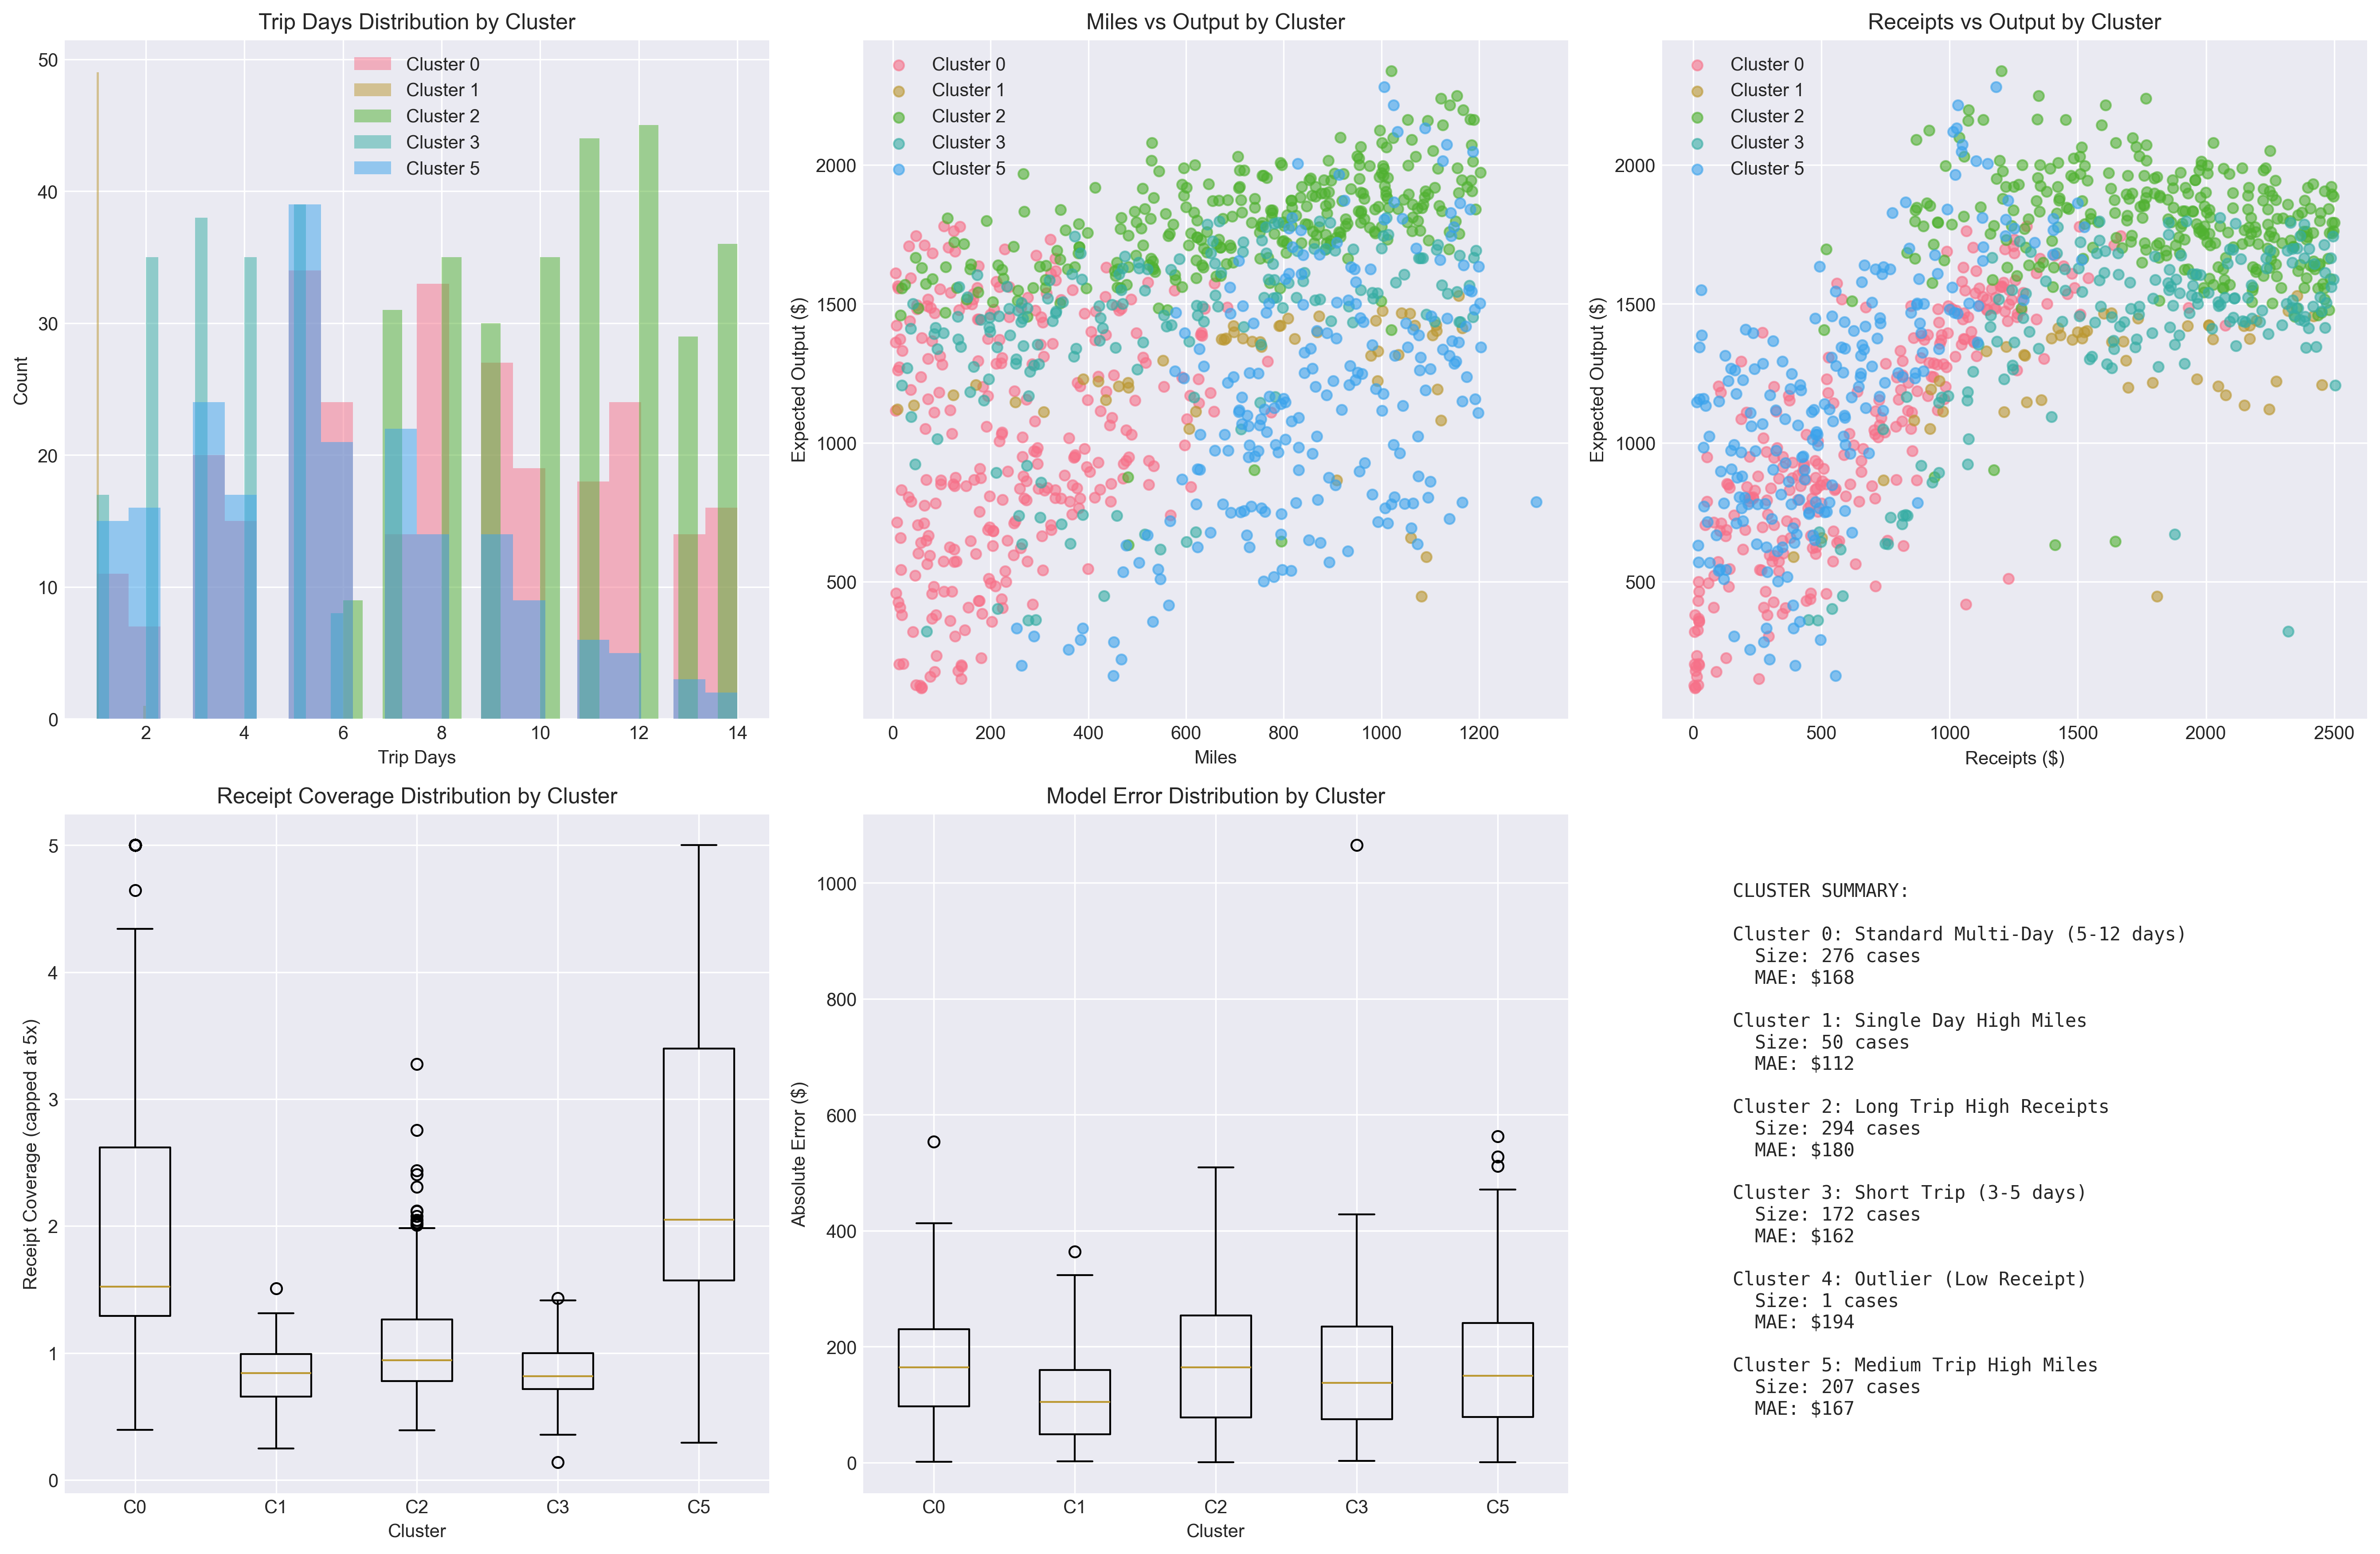 Trip Days Distribution by Cluster
50
40
30
20
10
0
Count
2 4 6 8 10 12 14
Trip Days
Cluster 0
Cluster 1
Cluster 2
Cluster 3
Cluster 5
Miles vs Output by Cluster
2000
1500
1000
500
Expected Output ($)
0 200 400 600 800 1000 1200
Miles
Cluster 0
Cluster 1
Cluster 2
Cluster 3
Cluster 5
Receipts vs Output by Cluster
2000
1500
1000
500
Expected Output ($)
0 500 1000 1500 2000 2500
Receipts ($)
Cluster 0
Cluster 1
Cluster 2
Cluster 3
Cluster 5
Receipt Coverage Distribution by Cluster
5
4
3
2
1
0
Receipt Coverage (capped at 5x)
C0 C1 C2 C3 C5
Cluster
Model Error Distribution by Cluster
1000
800
600
400
200
0
Absolute Error ($)
C0 C1 C2 C3 C5
Cluster
CLUSTER SUMMARY:
Cluster 0: Standard Multi-Day (5-12 days)
Size: 276 cases
MAE: $168
Cluster 1: Single Day High Miles
Size: 50 cases
MAE: $112
Cluster 2: Long Trip High Receipts
Size: 294 cases
MAE: $180
Cluster 3: Short Trip (3-5 days)
Size: 172 cases
MAE: $162
Cluster 4: Outlier (Low Receipt)
Size: 1 cases
MAE: $194
Cluster 5: Medium Trip High Miles
Size: 207 cases
MAE: $167